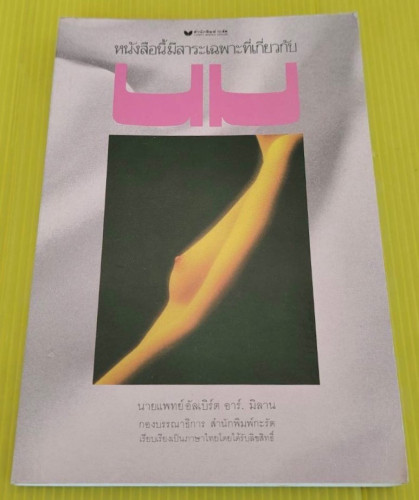 หนังสือนี้มีสาระเฉพาะที่เกี่ยวกับ
นม
นายแพทย์อัลเบิร์ต อาร์. มิลาน
กองบรรณาธิการ สำนักพิมพ์กะรัต
เรียบเรียงเป็นภาษาไทยโดยได้รับลิขสิทธิ์